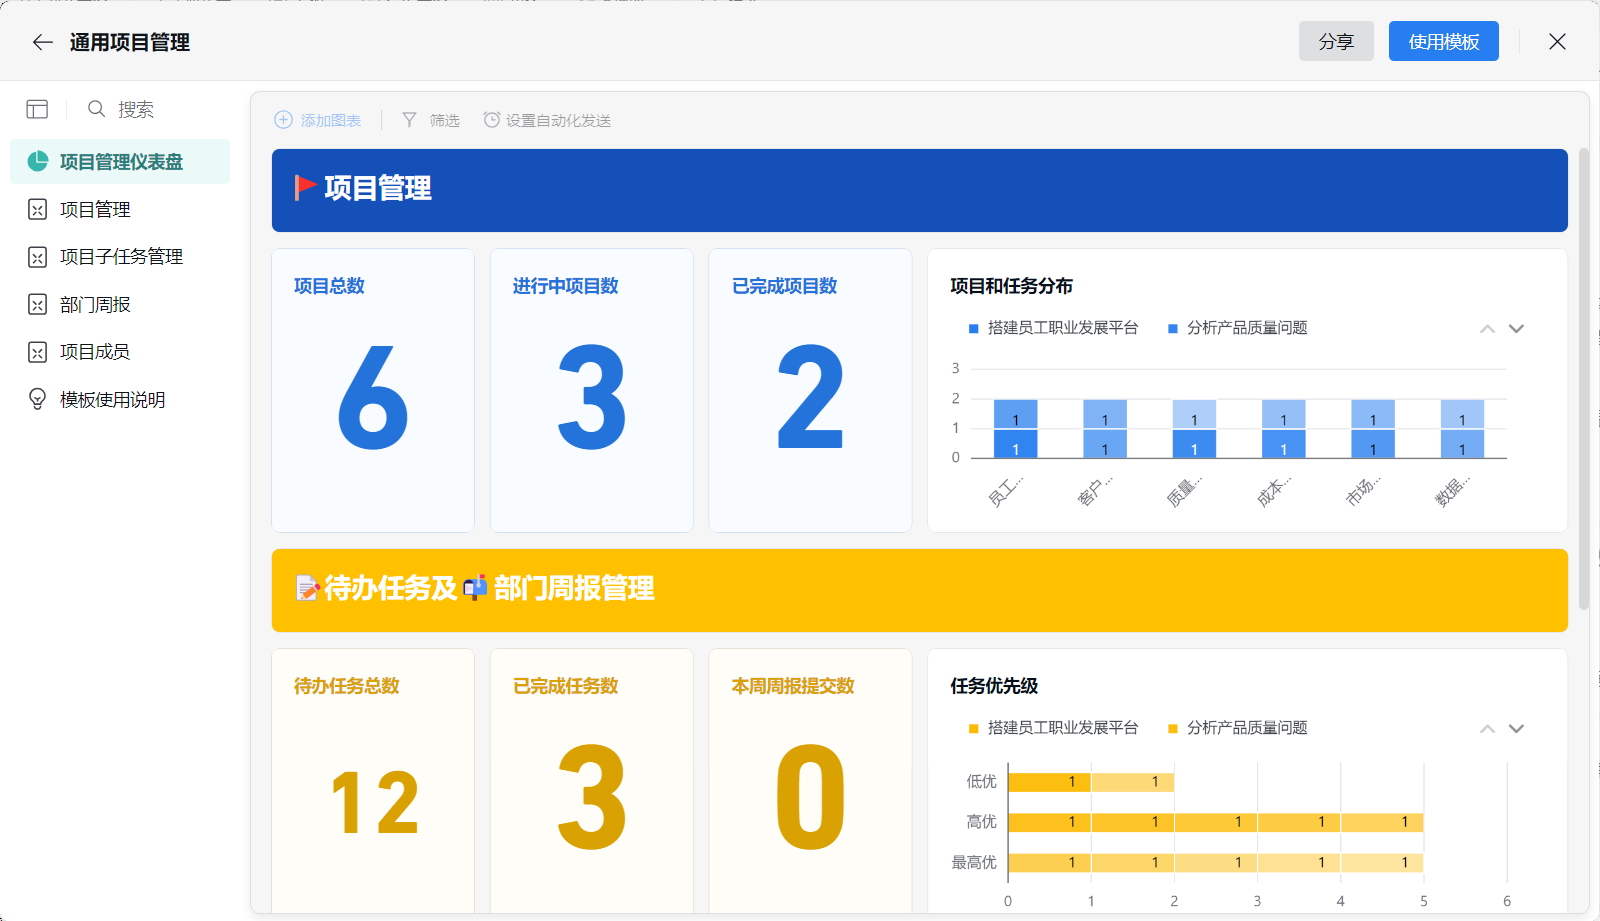 通用项目管理
分享
使用模板
搜索
项目管理仪表盘
项目管理
项目子任务管理
部门周报
项目成员
模板使用说明
添加图表
筛选
设置自动化发送
项目管理
项目总数
6
进行中项目数
3
已完成项目数
2
项目和任务分布
搭建员工职业发展平台 分析产品质量问题
3
2
1
0
1 1 1 1 1 1
1 1 1 1 1 1
员工... 客户... 质量... 成本... 市场... 数据...
待办任务及 部门周报管理
待办任务总数
12
已完成任务数
3
本周周报提交数
0
任务优先级
搭建员工职业发展平台 分析产品质量问题
低优 1 1
高优 1 1 1 1 1
最高优 1 1 1 1 1
0 1 2 3 4 5 6